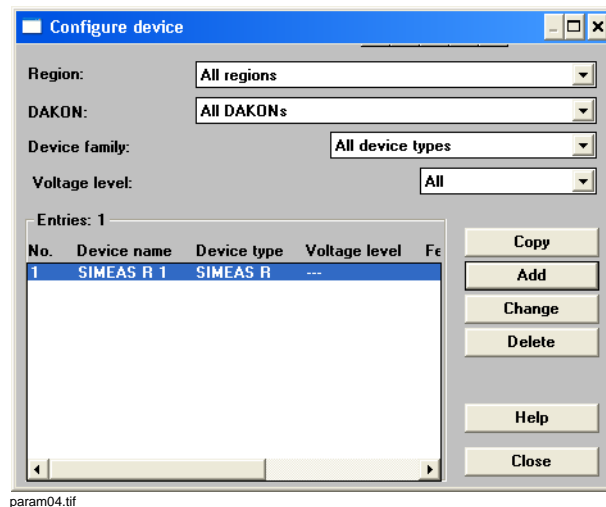 Configure device
Region: All regions
DAKON: All DAKONs
Device family: All device types
Voltage level: All
Entries: 1
No. Device name Device type Voltage level Fe
1 SIMEAS R 1 SIMEAS R ---
Copy
Add
Change
Delete
Help
Close
param04.tif